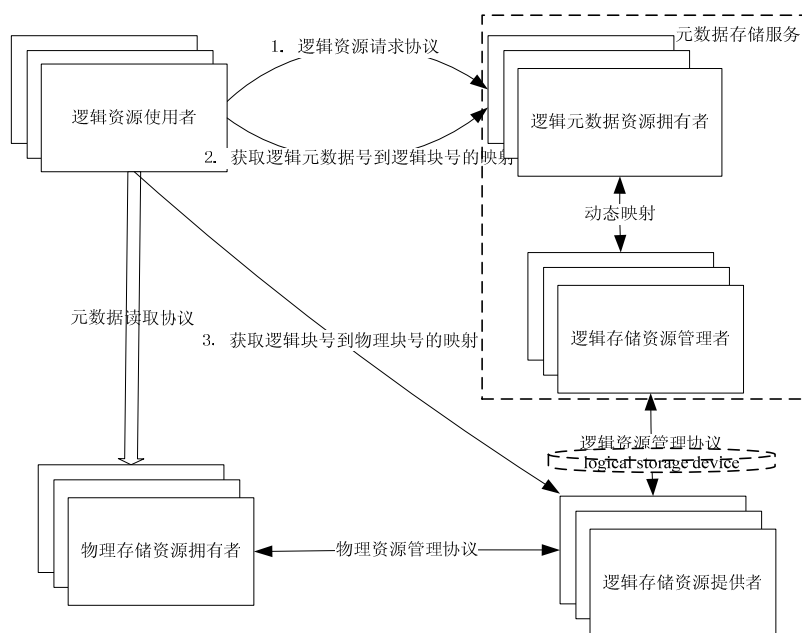 元数据存储服务
1. 逻辑资源请求协议
逻辑资源使用者
逻辑元数据资源拥有者
2. 获取逻辑元数据号到逻辑块号的映射
动态映射
元数据读取协议
3. 获取逻辑块号到物理块号的映射
逻辑存储资源管理者
逻辑资源管理协议
logical storage device
物理存储资源拥有者
物理资源管理协议
逻辑存储资源提供者